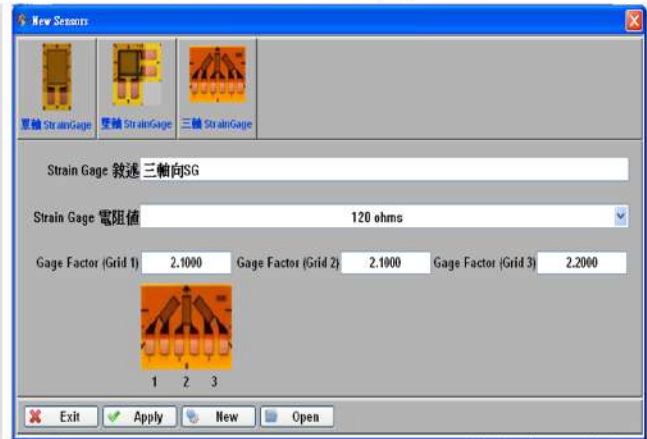 New Sensors
單軸 StrainGage 雙軸 StrainGage 三軸 StrainGage
Strain Gage 敘述 三軸向SG
Strain Gage 電阻值 120 ohms
Gage Factor (Grid 1) 2.1000 Gage Factor (Grid 2) 2.1000 Gage Factor (Grid 3) 2.2000
1 2 3
Exit Apply New Open